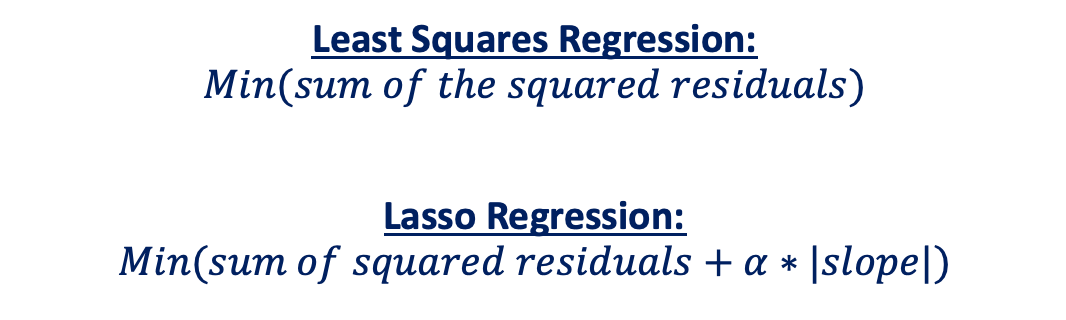 Least Squares Regression:
Min(sum of the squared residuals)
Lasso Regression:
Min(sum of squared residuals + α * |slope|)